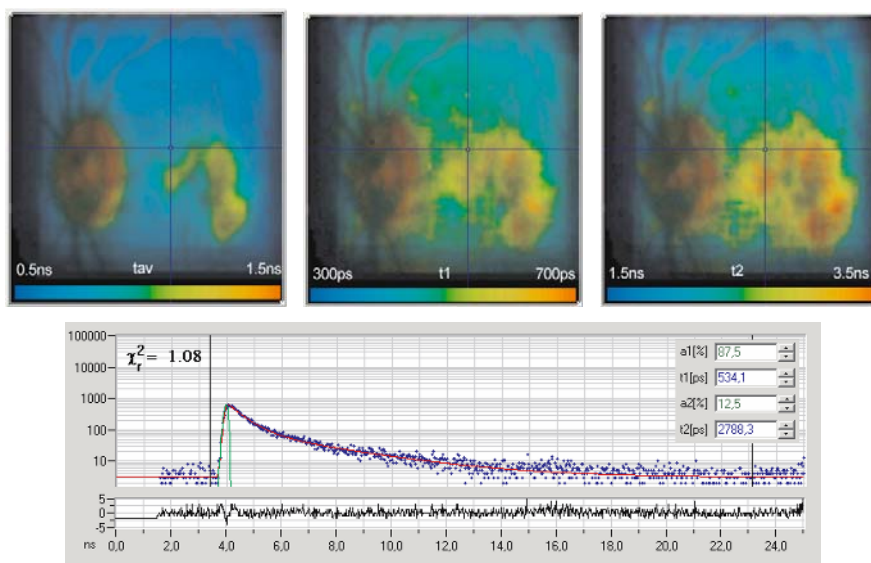 0.5ns tav 1.5ns
300ps t1 700ps
1.5ns t2 3.5ns
100000
10000
1000
100
10
χ²r = 1.08
a1[%] 87,5
t1[ps] 534,1
a2[%] 12,5
t2[ps] 2788,3
5
0
-5
ns 0,0 2,0 4,0 6,0 8,0 10,0 12,0 14,0 16,0 18,0 20,0 22,0 24,0